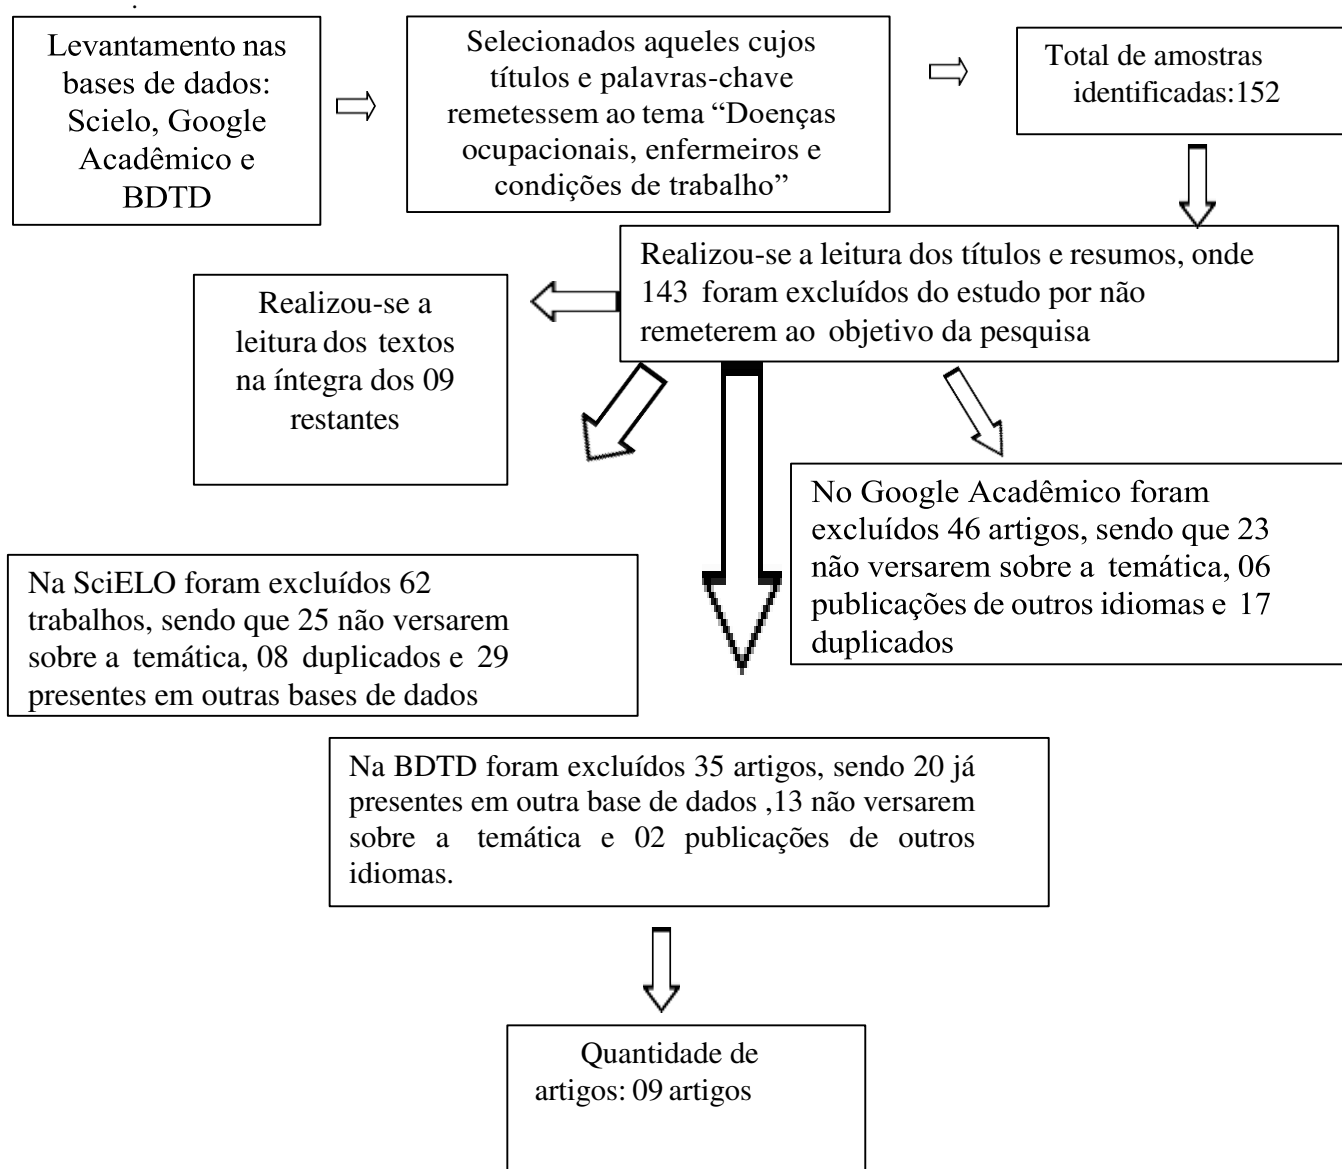 Levantamento nas
bases de dados:
Scielo, Google
Acadêmico e
BDTD
Selecionados aqueles cujos
títulos e palavras-chave
remetessem ao tema “Doenças
ocupacionais, enfermeiros e
condições de trabalho”
Total de amostras
identificadas:152
Realizou-se a leitura dos títulos e resumos, onde
143 foram excluídos do estudo por não
remeterem ao objetivo da pesquisa
Realizou-se a
leitura dos textos
na íntegra dos 09
restantes
No Google Acadêmico foram
excluídos 46 artigos, sendo que 23
não versarem sobre a temática, 06
publicações de outros idiomas e 17
duplicados
Na SciELO foram excluídos 62
trabalhos, sendo que 25 não versarem
sobre a temática, 08 duplicados e 29
presentes em outras bases de dados
Na BDTD foram excluídos 35 artigos, sendo 20 já
presentes em outra base de dados ,13 não versarem
sobre a temática e 02 publicações de outros
idiomas.
Quantidade de
artigos: 09 artigos